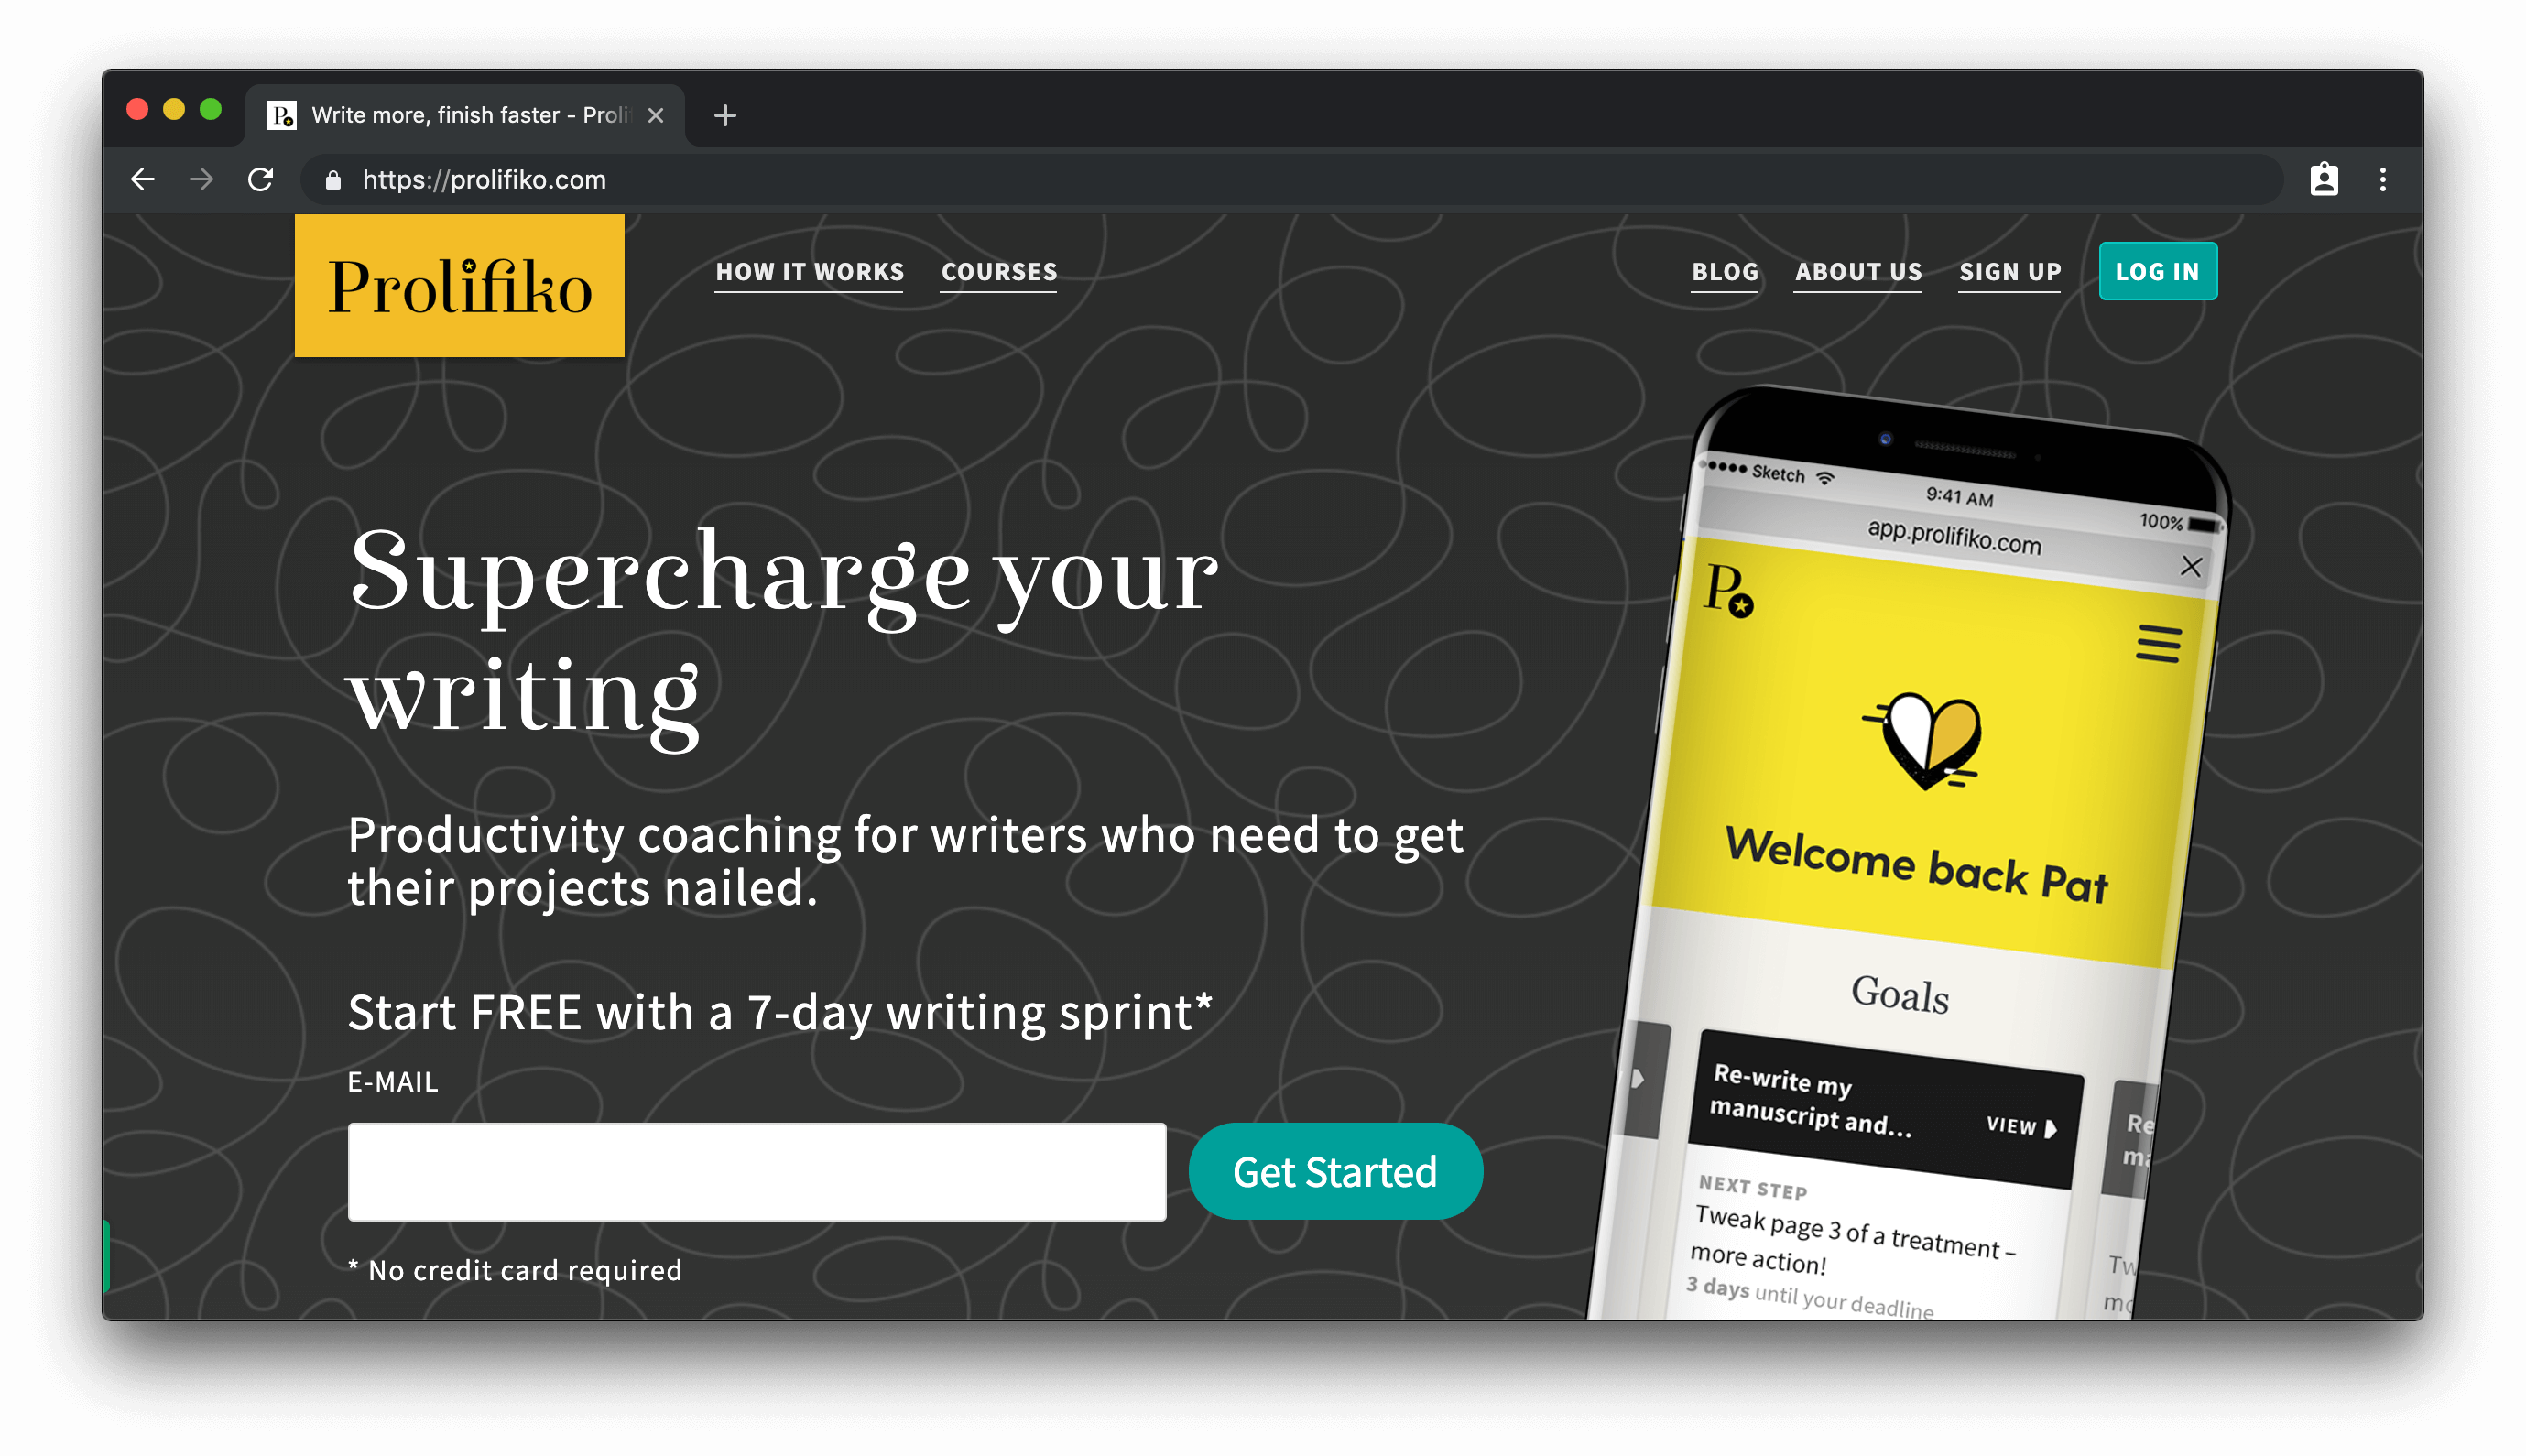 Write more, finish faster - Proli
https://prolifiko.com
Prolifiko
HOW IT WORKS COURSES
BLOG ABOUT US SIGN UP LOG IN
Supercharge your
writing
Productivity coaching for writers who need to get
their projects nailed.
Start FREE with a 7-day writing sprint*
E-MAIL
Get Started
* No credit card required
Sketch 9:41 AM 100%
app.prolifiko.com
P
Welcome back Pat
Goals
Re-write my
manuscript and...
VIEW
NEXT STEP
Tweak page 3 of a treatment –
more action!
3 days until your deadline
Re
ma
Tw
mo